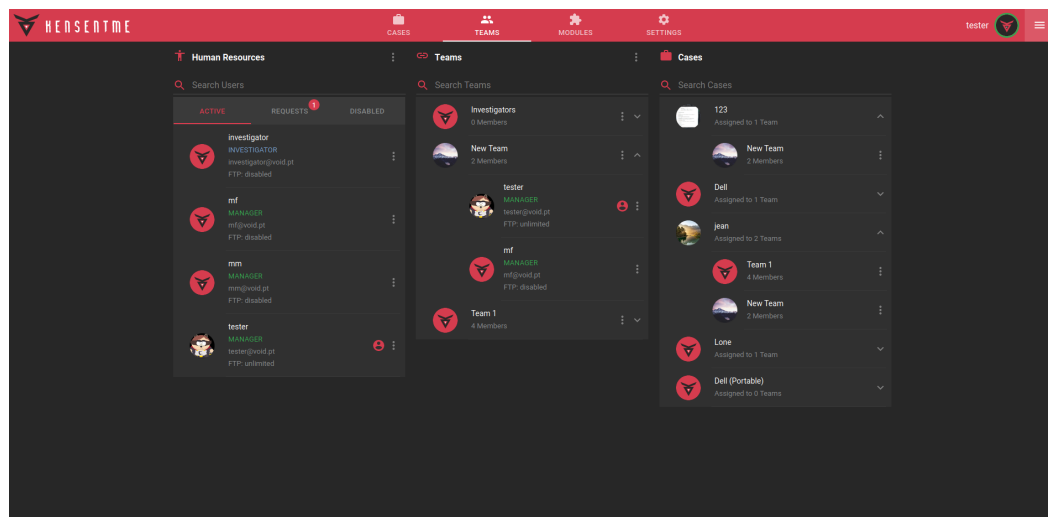 KENSENTME
CASES
TEAMS
MODULES
SETTINGS
tester
Human Resources
Search Users
ACTIVE
REQUESTS
1
DISABLED
investigator
INVESTIGATOR
investigator@void.pt
FTP: disabled
mf
MANAGER
mf@void.pt
FTP: disabled
mm
MANAGER
mm@void.pt
FTP: disabled
tester
MANAGER
tester@void.pt
FTP: unlimited
Teams
Search Teams
Investigators
0 Members
New Team
2 Members
tester
MANAGER
tester@void.pt
FTP: unlimited
mf
MANAGER
mf@void.pt
FTP: disabled
Team 1
4 Members
Cases
Search Cases
123
Assigned to 1 Team
New Team
2 Members
Dell
Assigned to 1 Team
jean
Assigned to 2 Teams
Team 1
4 Members
New Team
2 Members
Lone
Assigned to 1 Team
Dell (Portable)
Assigned to 0 Teams